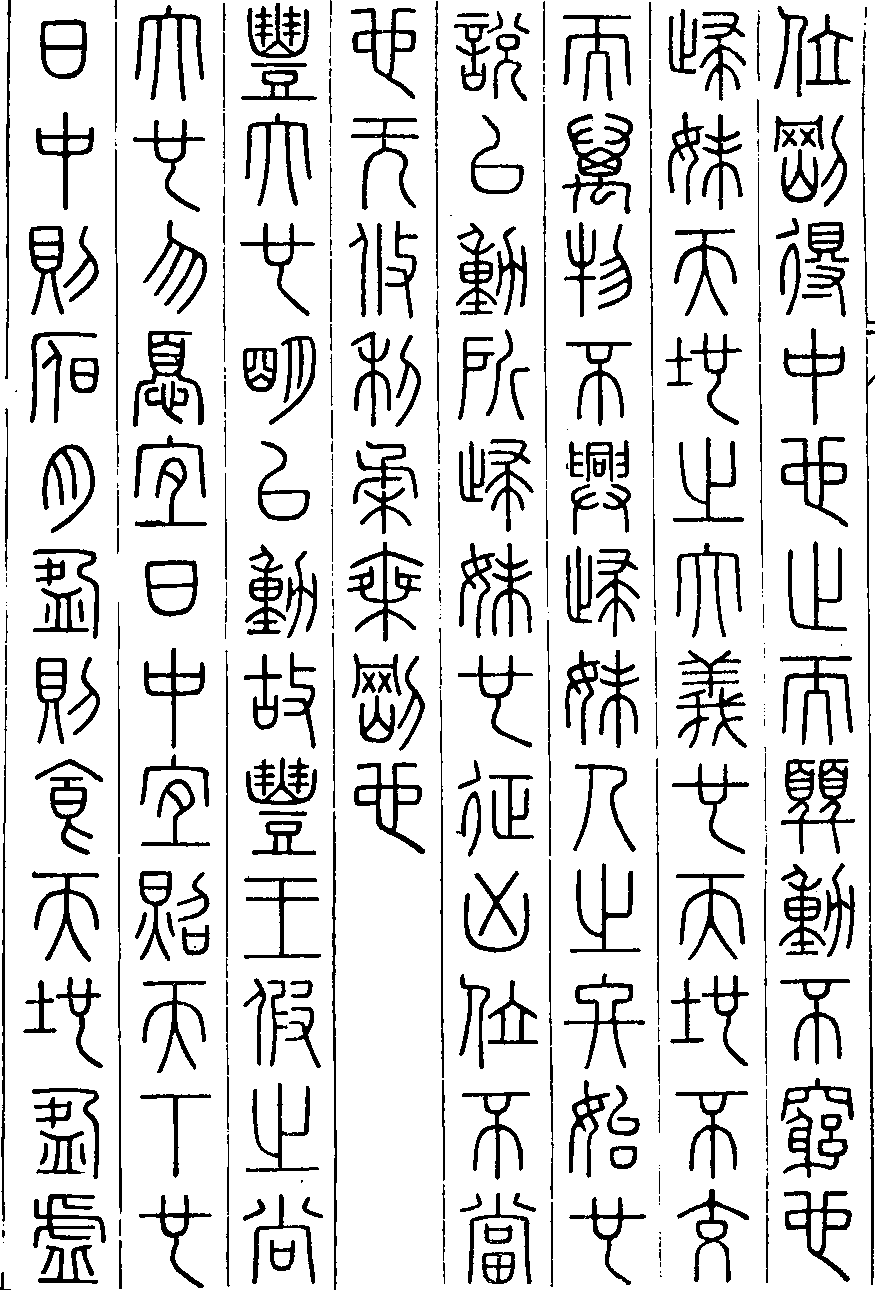 位剛得中也止而巽動不窮也
歸妹天地之大義也天地不交
而萬物不興歸妹人之終始也
說以動所歸妹也征凶位不當
也无攸利柔乘剛也
豐大也明以動故豐王假之尚
大也勿憂宜日中宜照天下也
日中則昃月盈則食天地盈虛